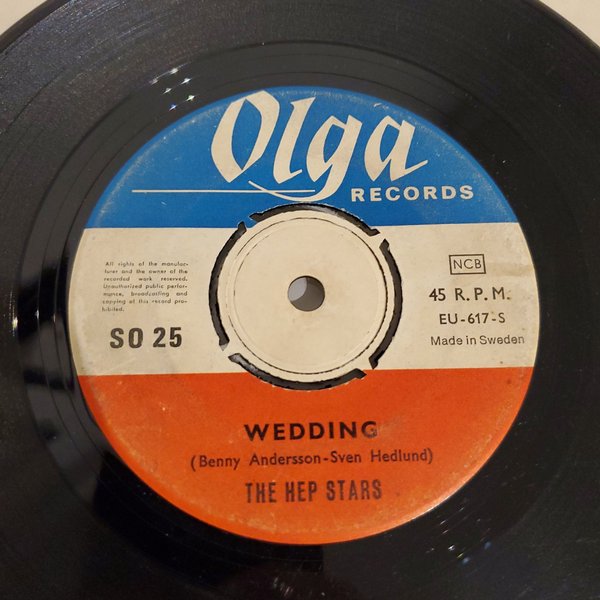 Olga
RECORDS
All rights of the manufac-
turer and the owner of the
recorded work reserved.
Unauthorized public perfor-
mance, broadcasting and
copying of this record pro-
hibited.
SO 25
NCB
45 R.P.M.
EU-617-S
Made in Sweden
WEDDING
(Benny Andersson-Sven Hedlund)
THE HEP STARS